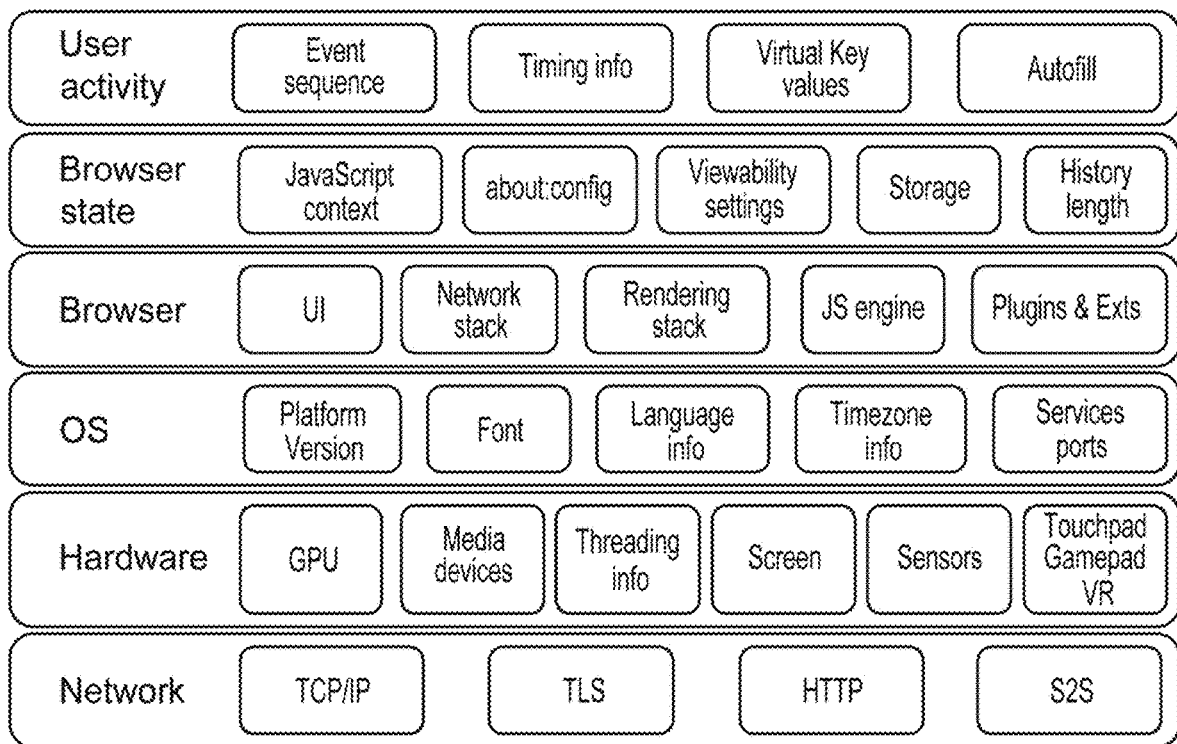 User
activity
Event
sequence
Timing info
Virtual Key
values
Autofill
Browser
state
JavaScript
context
about:config
Viewability
settings
Storage
History
length
Browser
UI
Network
stack
Rendering
stack
JS engine
Plugins & Exts
OS
Platform
Version
Font
Language
info
Timezone
info
Services
ports
Hardware
GPU
Media
devices
Threading
info
Screen
Sensors
Touchpad
Gamepad
VR
Network
TCP/IP
TLS
HTTP
S2S